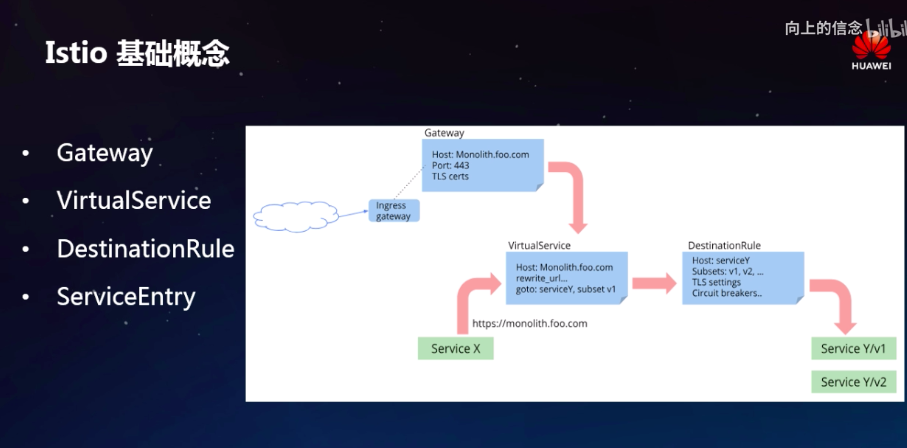 Istio 基础概念
向上的信念
bilibili
HUAWEI
• Gateway
• VirtualService
• DestinationRule
• ServiceEntry
Gateway
Host: Monolith.foo.com
Port: 443
TLS certs
Ingress
gateway
VirtualService
Host: Monolith.foo.com
rewrite_url...
goto: serviceY, subset v1
DestinationRule
Host: serviceY
Subsets: v1, v2, ...
TLS settings
Circuit breakers..
https://monolith.foo.com
Service X
Service Y/v1
Service Y/v2